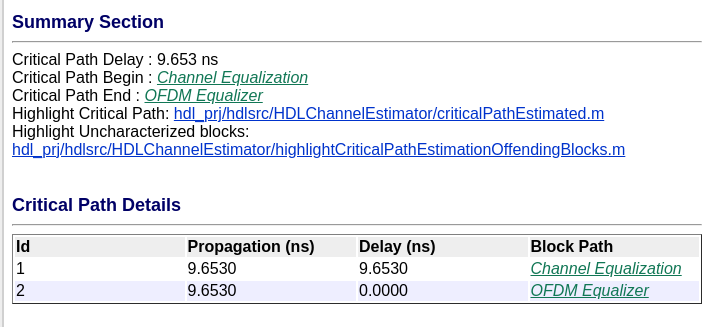 Summary Section
Critical Path Delay : 9.653 ns
Critical Path Begin : Channel Equalization
Critical Path End : OFDM Equalizer
Highlight Critical Path: hdl_prj/hdlsrc/HDLChannelEstimator/criticalPathEstimated.m
Highlight Uncharacterized blocks:
hdl_prj/hdlsrc/HDLChannelEstimator/highlightCriticalPathEstimationOffendingBlocks.m
Critical Path Details
Id Propagation (ns) Delay (ns) Block Path
1 9.6530 9.6530 Channel Equalization
2 9.6530 0.0000 OFDM Equalizer